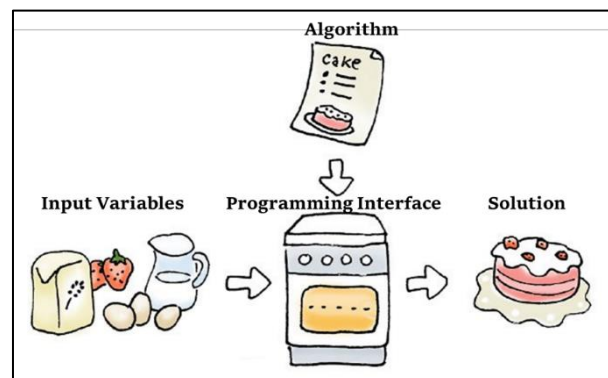 Algorithm
cake
Input Variables
Programming Interface
Solution